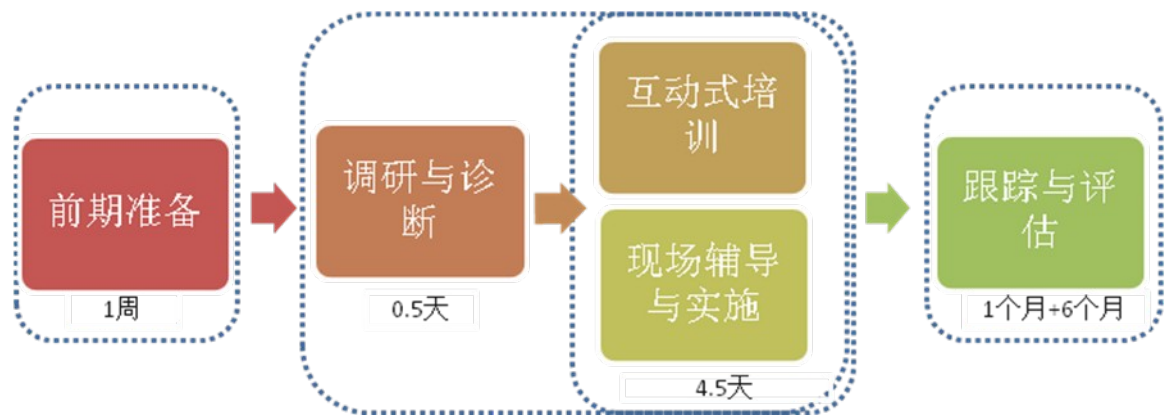 前期准备
1周
调研与诊
断
0.5天
互动式培
训
现场辅导
与实施
4.5天
跟踪与评
估
1个月+6个月